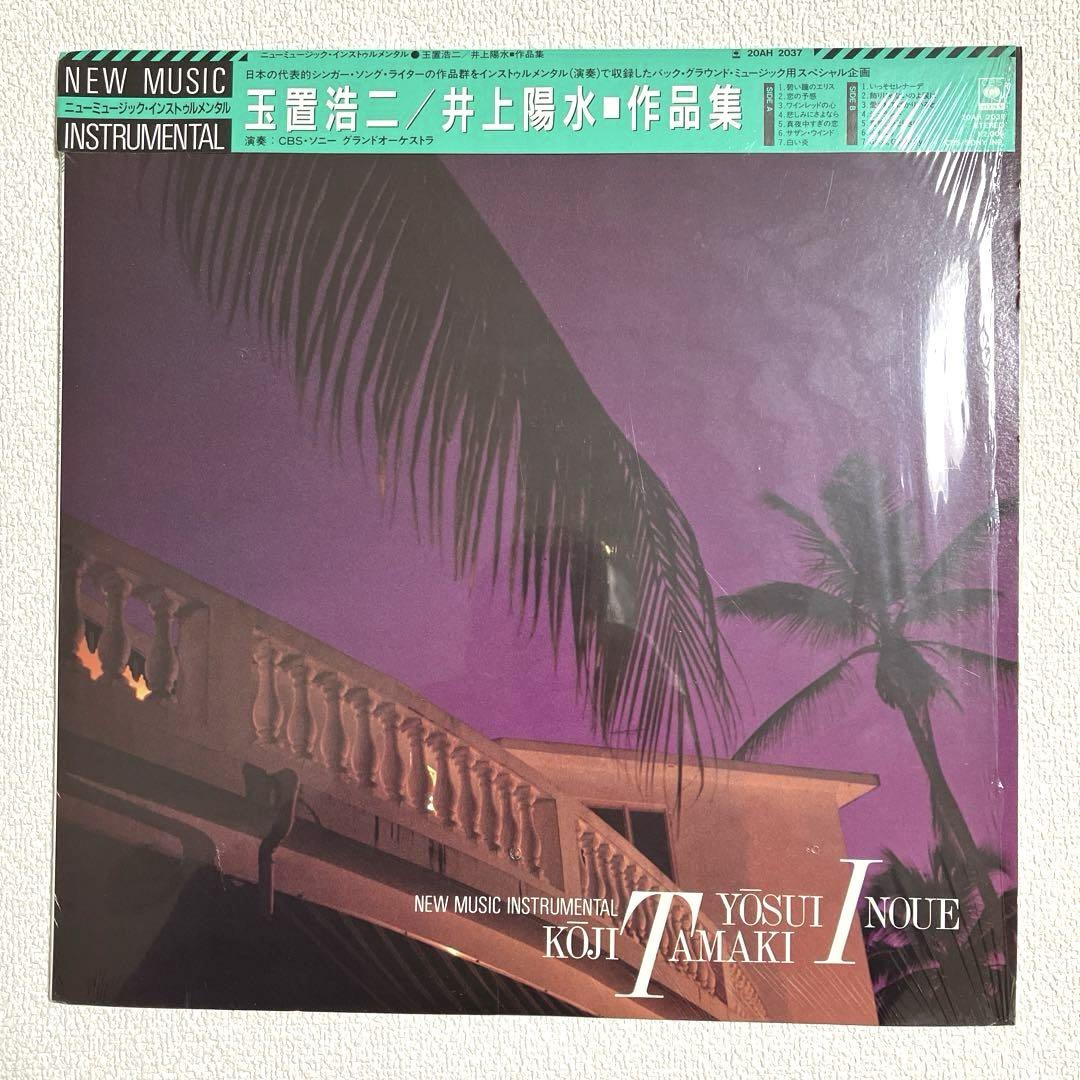 ニューミュージック・インストゥルメンタル●玉置浩二／井上陽水■作品集
20AH 2037
NEW MUSIC
ニューミュージック・インストゥルメンタル
INSTRUMENTAL
日本の代表的シンガー・ソング・ライターの作品群をインストゥルメンタル(演奏)で収録したバック・グラウンド・ミュージック用スペシャル企画
玉置浩二／井上陽水■作品集
演奏：CBS・ソニー グランドオーケストラ
SIDE A
1. 碧い瞳のエリス
2. 恋の予感
3. ワインレッドの心
4. 悲しみにさよなら
5. 真夜中すぎの恋
6. サザン・ウインド
7. 白い炎
SIDE B
1. いっそセレナーデ
STEREO
NEW MUSIC INSTRUMENTAL
KŌJI TAMAKI
YŌSUI INOUE